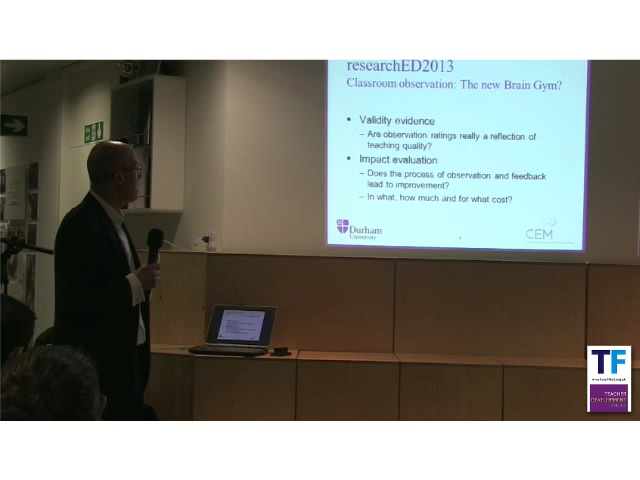 researchED2013
Classroom observation: The new Brain Gym?
• Validity evidence
– Are observation ratings really a reflection of
teaching quality?
• Impact evaluation
– Does the process of observation and feedback
lead to improvement?
– In what, how much and for what cost?
Durham
University
CEM
TF
TEACHER
DEVELOPMENT
TRUST